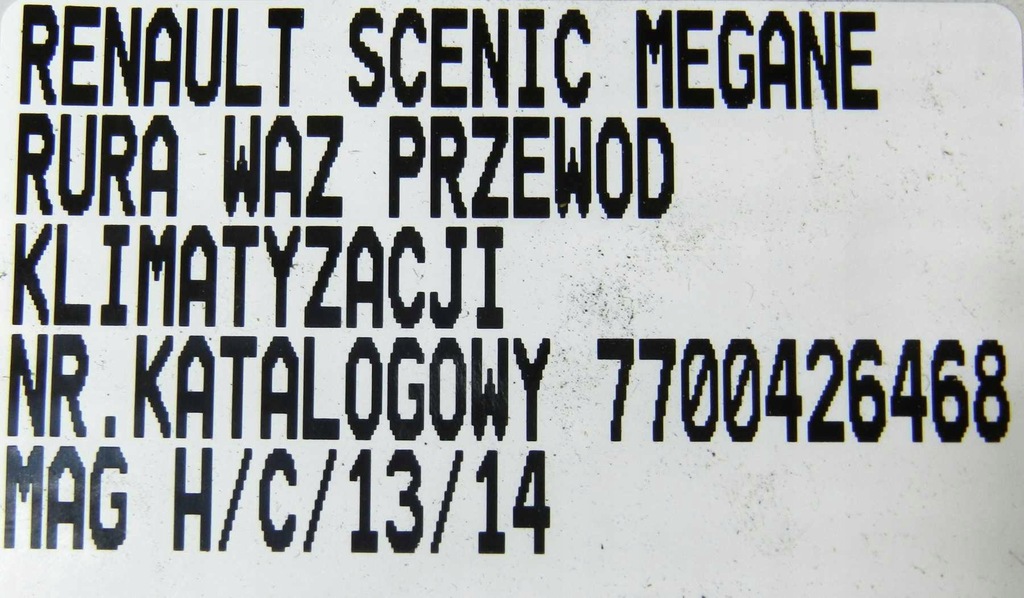 RENAULT SCENIC MEGANE
RURA WAZ PRZEWOD
KLIMATYZACJI
NR.KATALOGOWY 7700426468
MAG H/C/13/14